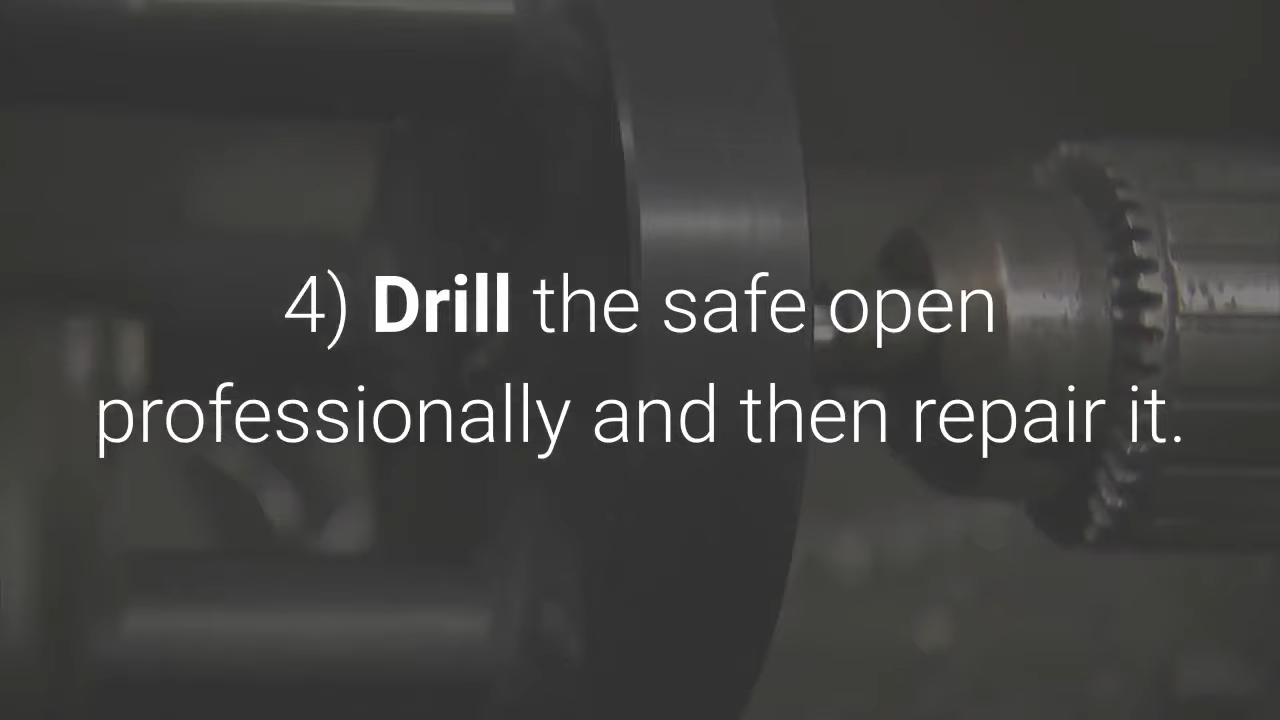 4) Drill the safe open
professionally and then repair it.